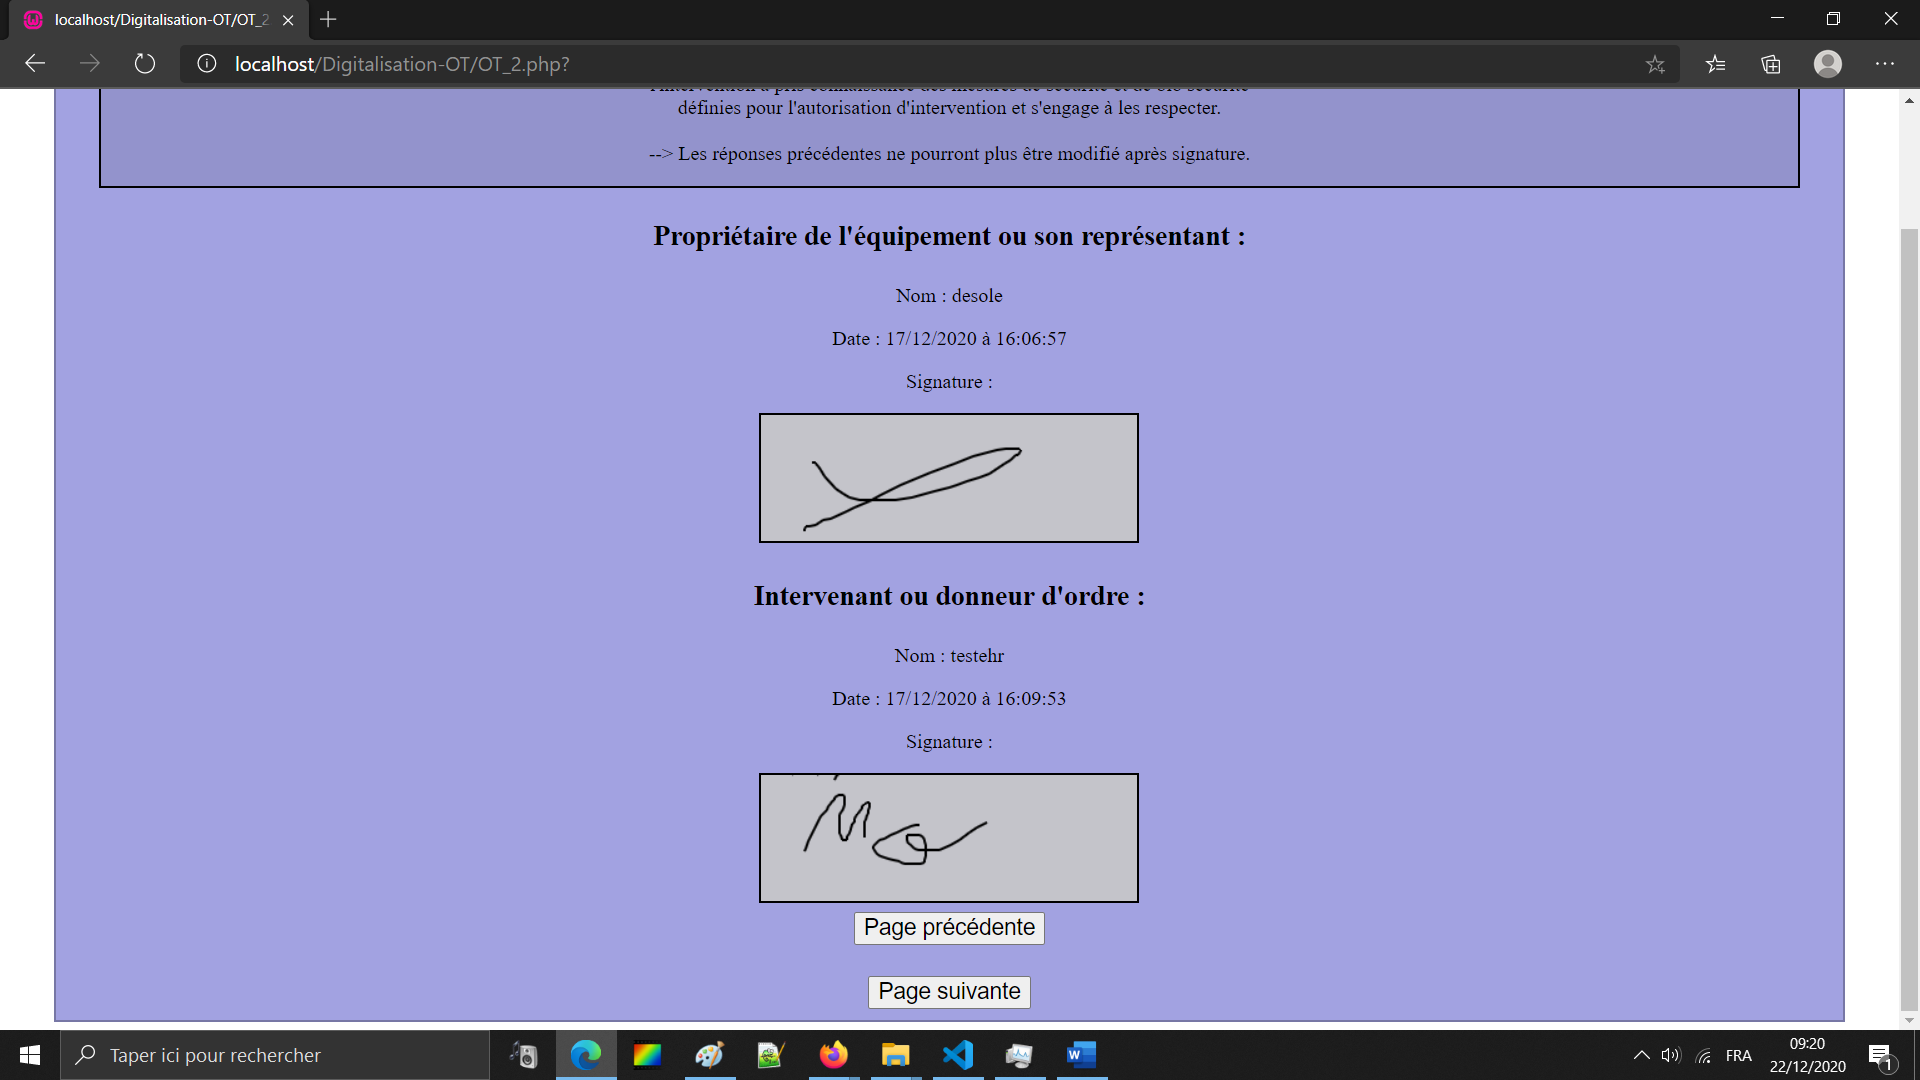 localhost/Digitalisation-OT/OT_2
localhost/Digitalisation-OT/OT_2.php?
définies pour l'autorisation d'intervention et s'engage à les respecter.
--> Les réponses précédentes ne pourront plus être modifié après signature.
Propriétaire de l'équipement ou son représentant :
Nom : desole
Date : 17/12/2020 à 16:06:57
Signature :
Intervenant ou donneur d'ordre :
Nom : testehr
Date : 17/12/2020 à 16:09:53
Signature :
Page précédente
Page suivante
Taper ici pour rechercher
FRA
09:20
22/12/2020
1